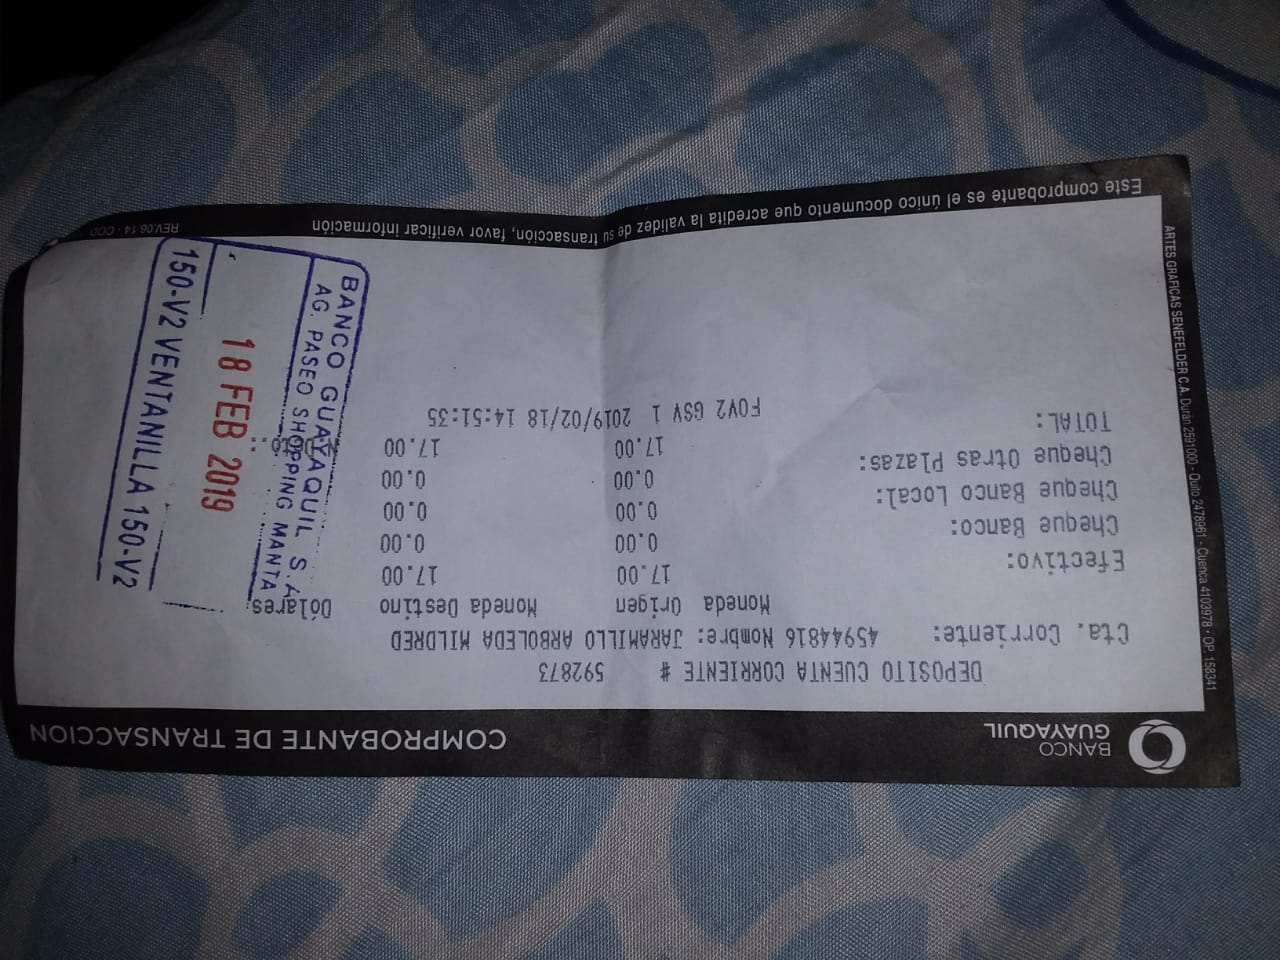 BANCO
GUAYAQUIL
COMPROBANTE DE TRANSACCION
DEPOSITO CUENTA CORRIENTE # 592873
Cta. Corriente: 45944816 Nombre: JARAMILLO ARBOLEDA MILDRED
Moneda Origen Moneda Destino Dólares
Efectivo: 17.00 17.00
Cheque Banco: 0.00 0.00
Cheque Banco Local: 0.00 0.00
Cheque Otras Plazas: 0.00 0.00
TOTAL: 17.00 17.00
FOV2 GSV 1 2019/02/18 14:51:35
BANCO GUAYAQUIL S.A
AG. PASEO SHOPPING MANTA
18 FEB 2019
150-V2 VENTANILLA 150-V2
Este comprobante es el único documento que acredita la validez de su transacción, favor verificar información
REV.06.14 - COD
ARTES GRAFICAS SENEFELDER C.A. Durán 2591000 - Quito 2478961 - Cuenca 4103978 - OP. 158341